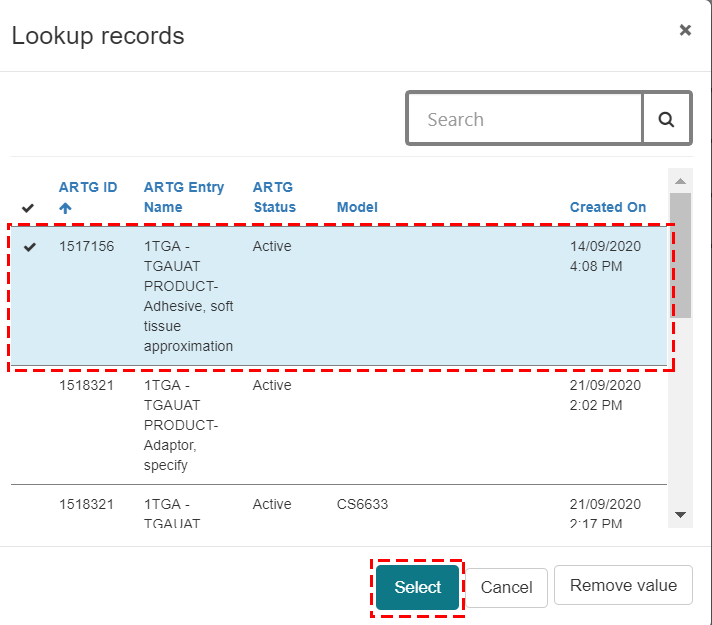 Lookup records
×
Search
ARTG ID ARTG Entry Name ARTG Status Model Created On
1517156 1TGA - Active 14/09/2020
TGAUAT 4:08 PM
PRODUCT-
Adhesive, soft
tissue
approximation
1518321 1TGA - Active 21/09/2020
TGAUAT 2:02 PM
PRODUCT-
Adaptor,
specify
1518321 1TGA - Active CS6633 21/09/2020
TGAUAT 2:17 PM
Select Cancel Remove value